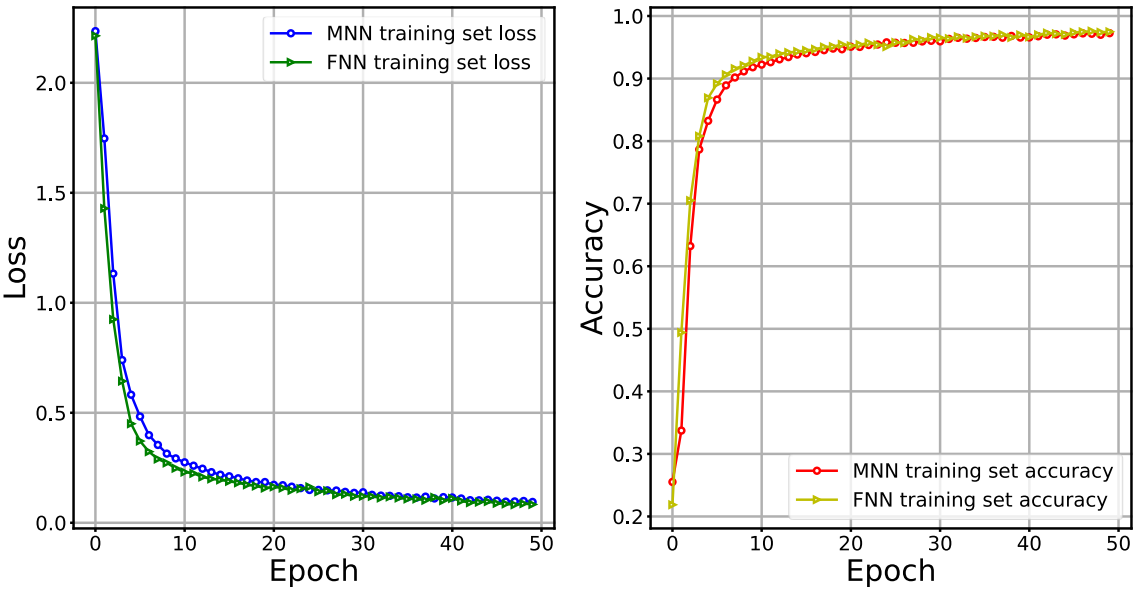 MNN training set loss
FNN training set loss
2.0
1.5
1.0
0.5
0.0
Loss
0 10 20 30 40 50
Epoch
1.0
0.9
0.8
0.7
0.6
0.5
0.4
0.3
0.2
Accuracy
MNN training set accuracy
FNN training set accuracy
0 10 20 30 40 50
Epoch